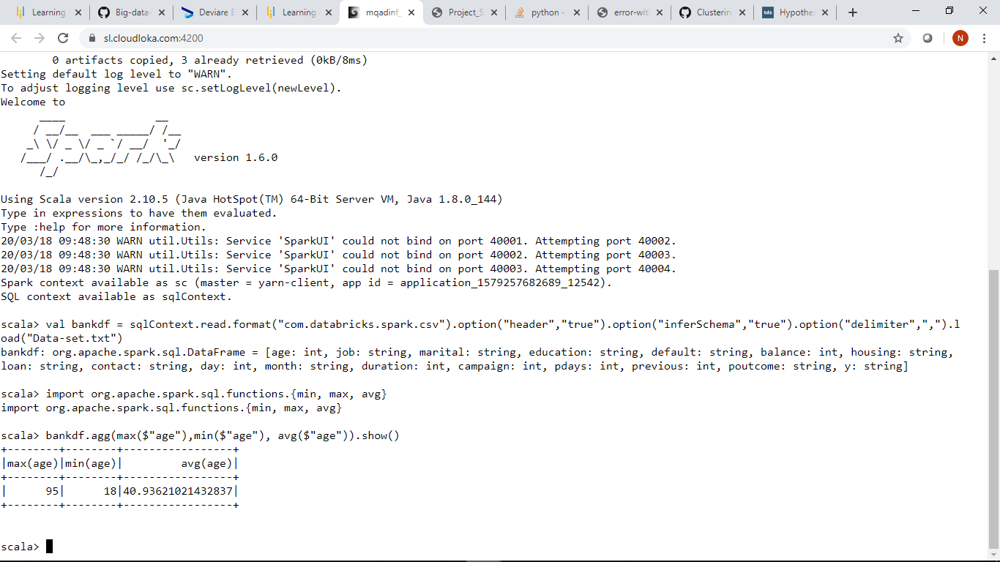 Learning
Big-data-
Deviare E
Learning
mqadinf_
Project_S
python -
error-with
Clustering
Hypothes
sl.cloudloka.com:4200
N
0 artifacts copied, 3 already retrieved (0kB/8ms)
Setting default log level to "WARN".
To adjust logging level use sc.setLogLevel(newLevel).
Welcome to
Spark version 1.6.0
Using Scala version 2.10.5 (Java HotSpot(TM) 64-Bit Server VM, Java 1.8.0_144)
Type in expressions to have them evaluated.
Type :help for more information.
20/03/18 09:48:30 WARN util.Utils: Service 'SparkUI' could not bind on port 40001. Attempting port 40002.
20/03/18 09:48:30 WARN util.Utils: Service 'SparkUI' could not bind on port 40002. Attempting port 40003.
20/03/18 09:48:30 WARN util.Utils: Service 'SparkUI' could not bind on port 40003. Attempting port 40004.
Spark context available as sc (master = yarn-client, app id = application_1579257682689_12542).
SQL context available as sqlContext.
scala> val bankdf = sqlContext.read.format("com.databricks.spark.csv").option("header","true").option("inferSchema","true").option("delimiter",",").l
oad("Data-set.txt")
bankdf: org.apache.spark.sql.DataFrame = [age: int, job: string, marital: string, education: string, default: string, balance: int, housing: string,
loan: string, contact: string, day: int, month: string, duration: int, campaign: int, pdays: int, previous: int, poutcome: string, y: string]
scala> import org.apache.spark.sql.functions.{min, max, avg}
import org.apache.spark.sql.functions.{min, max, avg}
scala> bankdf.agg(max($"age"),min($"age"), avg($"age")).show()
+--------+--------+-----------------+
|max(age)|min(age)|         avg(age)|
+--------+--------+-----------------+
|      95|      18|40.93621021432837|
+--------+--------+-----------------+
scala>